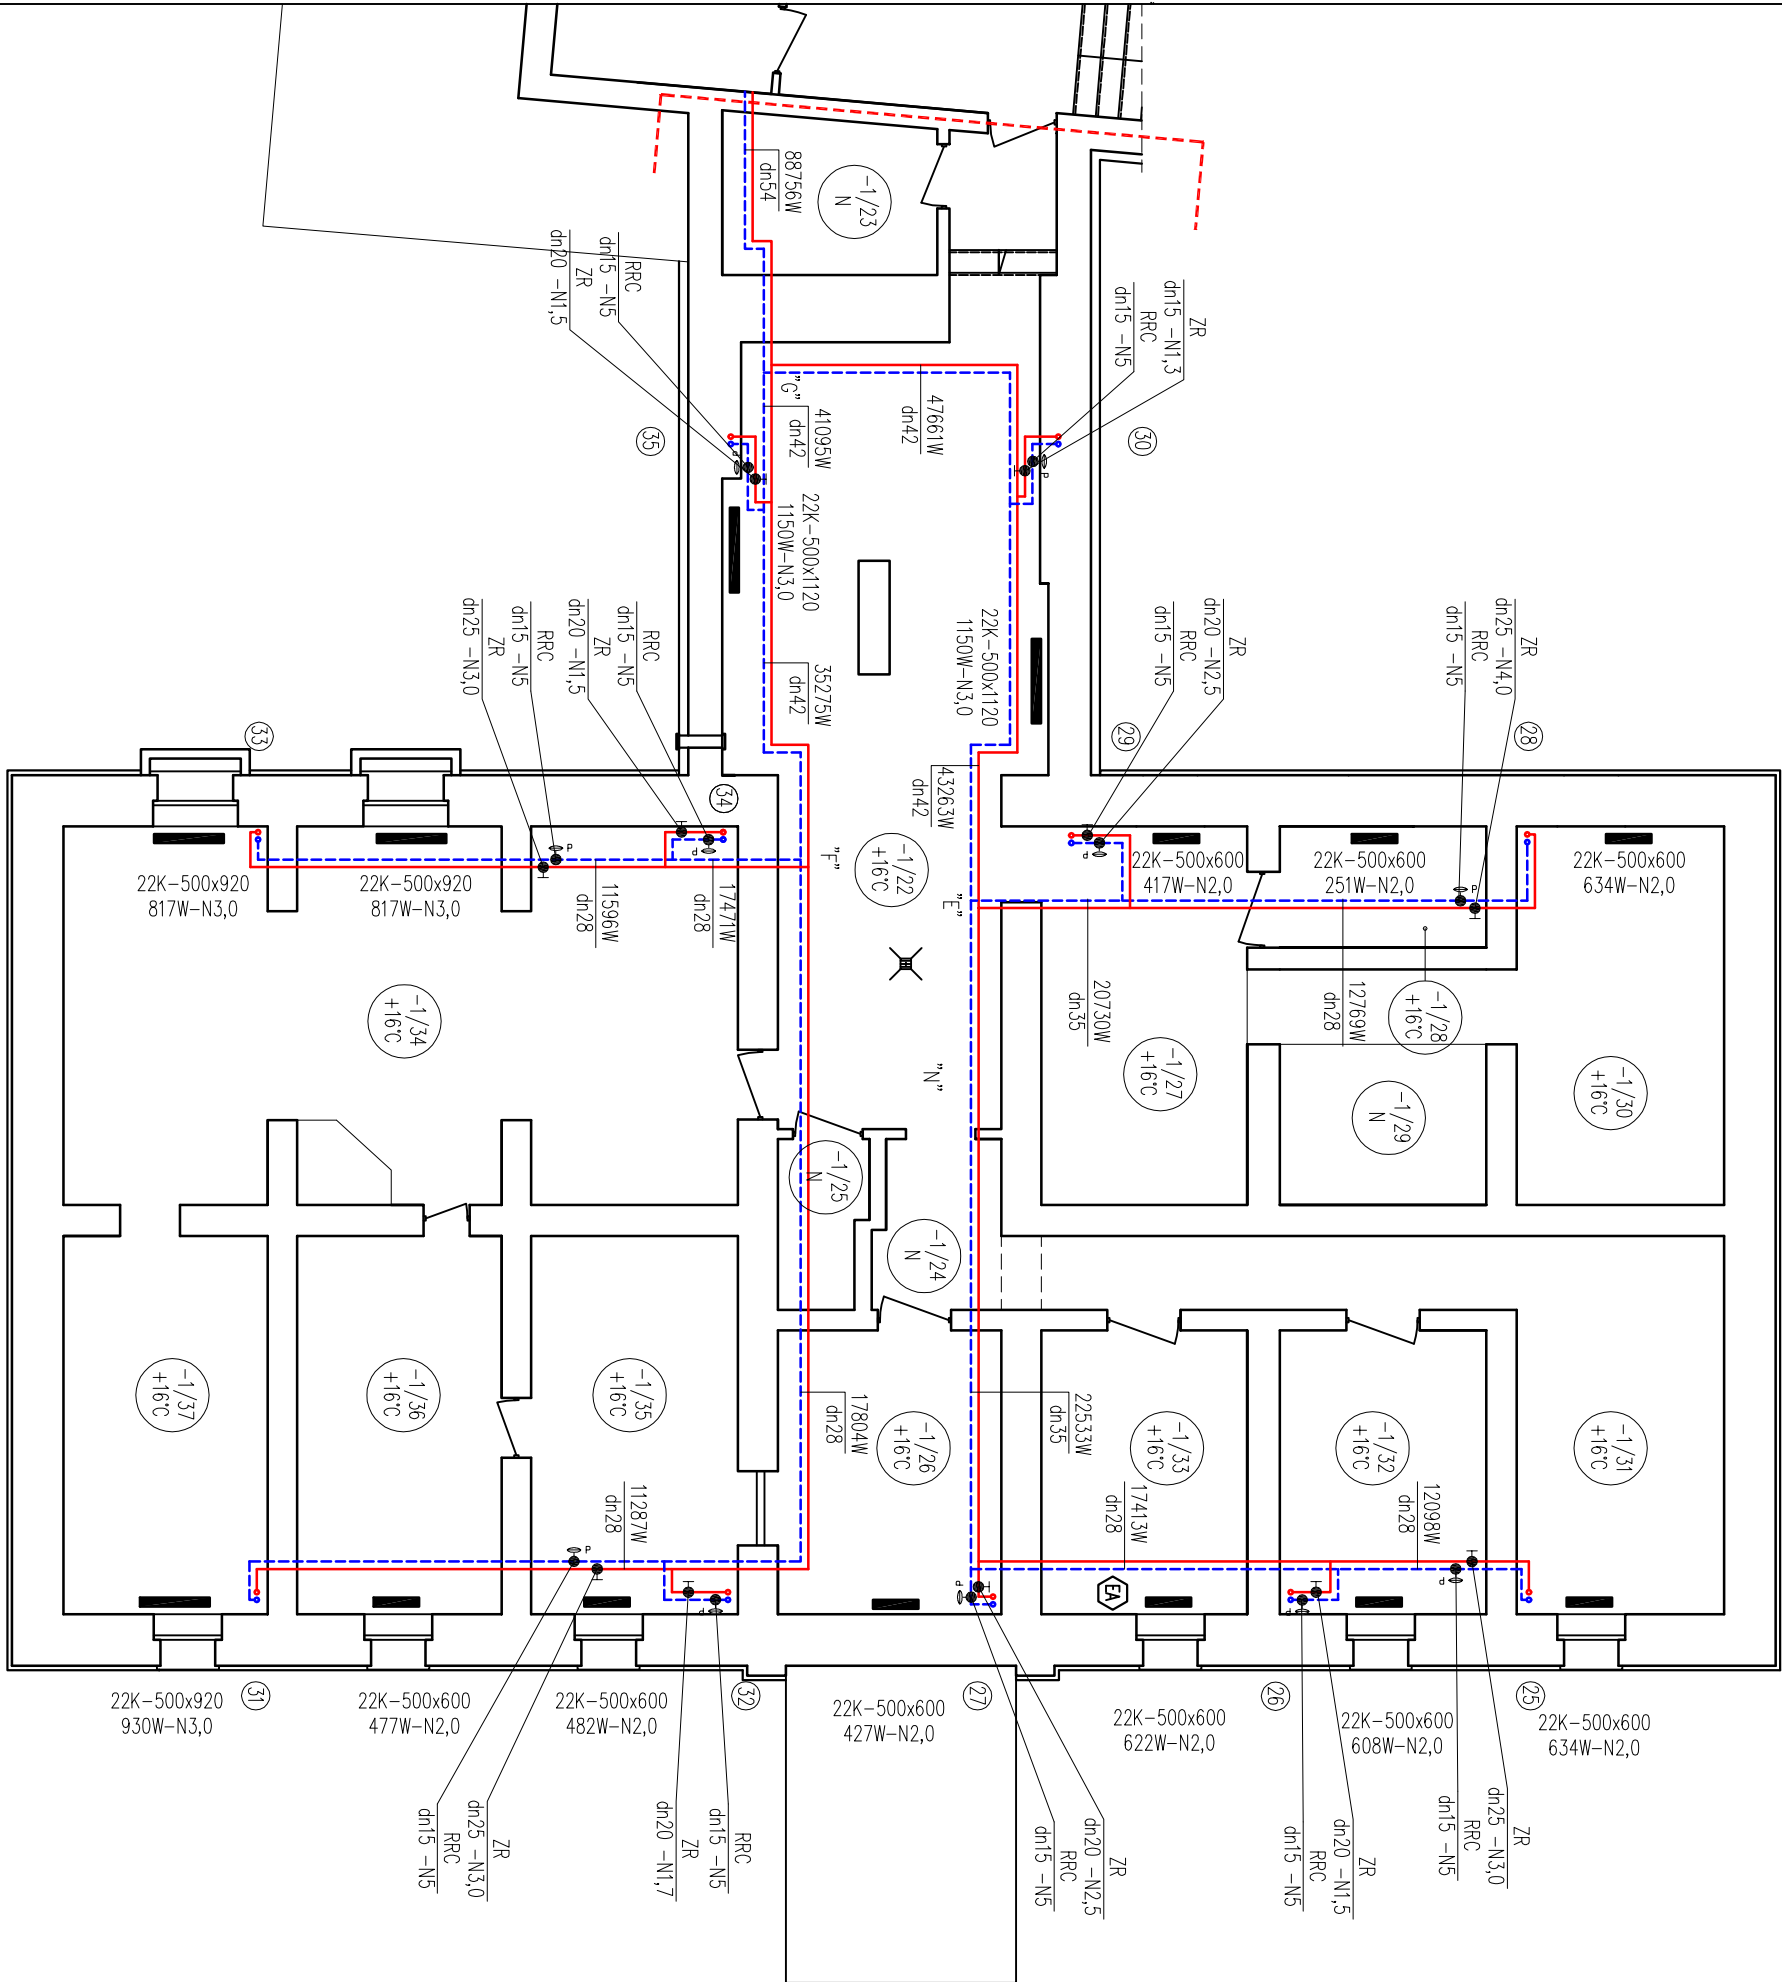 88756W
dn54
-1/23
N
RRC
dn15 -N5
ZR
dn20 -N1,5
ZR
dn15 -N1,3
RRC
dn15 -N5
"G"
41095W
dn42
47661W
dn42
35
30
22K-500x1120
1150W-N3,0
22K-500x1120
1150W-N3,0
35275W
dn42
RRC
dn15 -N5
ZR
dn20 -N1,5
RRC
dn15 -N5
ZR
dn25 -N3,0
ZR
dn20 -N2,5
RRC
dn15 -N5
ZR
dn25 -N4,0
RRC
dn15 -N5
33
34
29
28
43263W
dn42
P
P
P
P
P
P
22K-500x920
817W-N3,0
22K-500x920
817W-N3,0
11596W
dn28
17471W
dn28
"F"
-1/22
+16°C
"E"
22K-500x600
417W-N2,0
22K-500x600
251W-N2,0
22K-500x600
634W-N2,0
-1/34
+16°C
20730W
dn35
12769W
dn28
-1/28
+16°C
"N"
-1/27
+16°C
-1/29
N
-1/30
+16°C
-1/25
N
-1/24
N
-1/37
+16°C
-1/36
+16°C
-1/35
+16°C
17804W
dn28
-1/26
+16°C
22533W
dn35
-1/33
+16°C
-1/32
+16°C
-1/31
+16°C
11287W
dn28
17413W
dn28
12098W
dn28
P
P
P
P
P
EA
31
32
27
26
25
22K-500x920
930W-N3,0
22K-500x600
477W-N2,0
22K-500x600
482W-N2,0
22K-500x600
427W-N2,0
22K-500x600
622W-N2,0
22K-500x600
608W-N2,0
22K-500x600
634W-N2,0
ZR
dn25 -N3,0
RRC
dn15 -N5
RRC
dn15 -N5
ZR
dn20 -N1,7
ZR
dn20 -N2,5
RRC
dn15 -N5
ZR
dn20 -N1,5
RRC
dn15 -N5
ZR
dn25 -N3,0
RRC
dn15 -N5